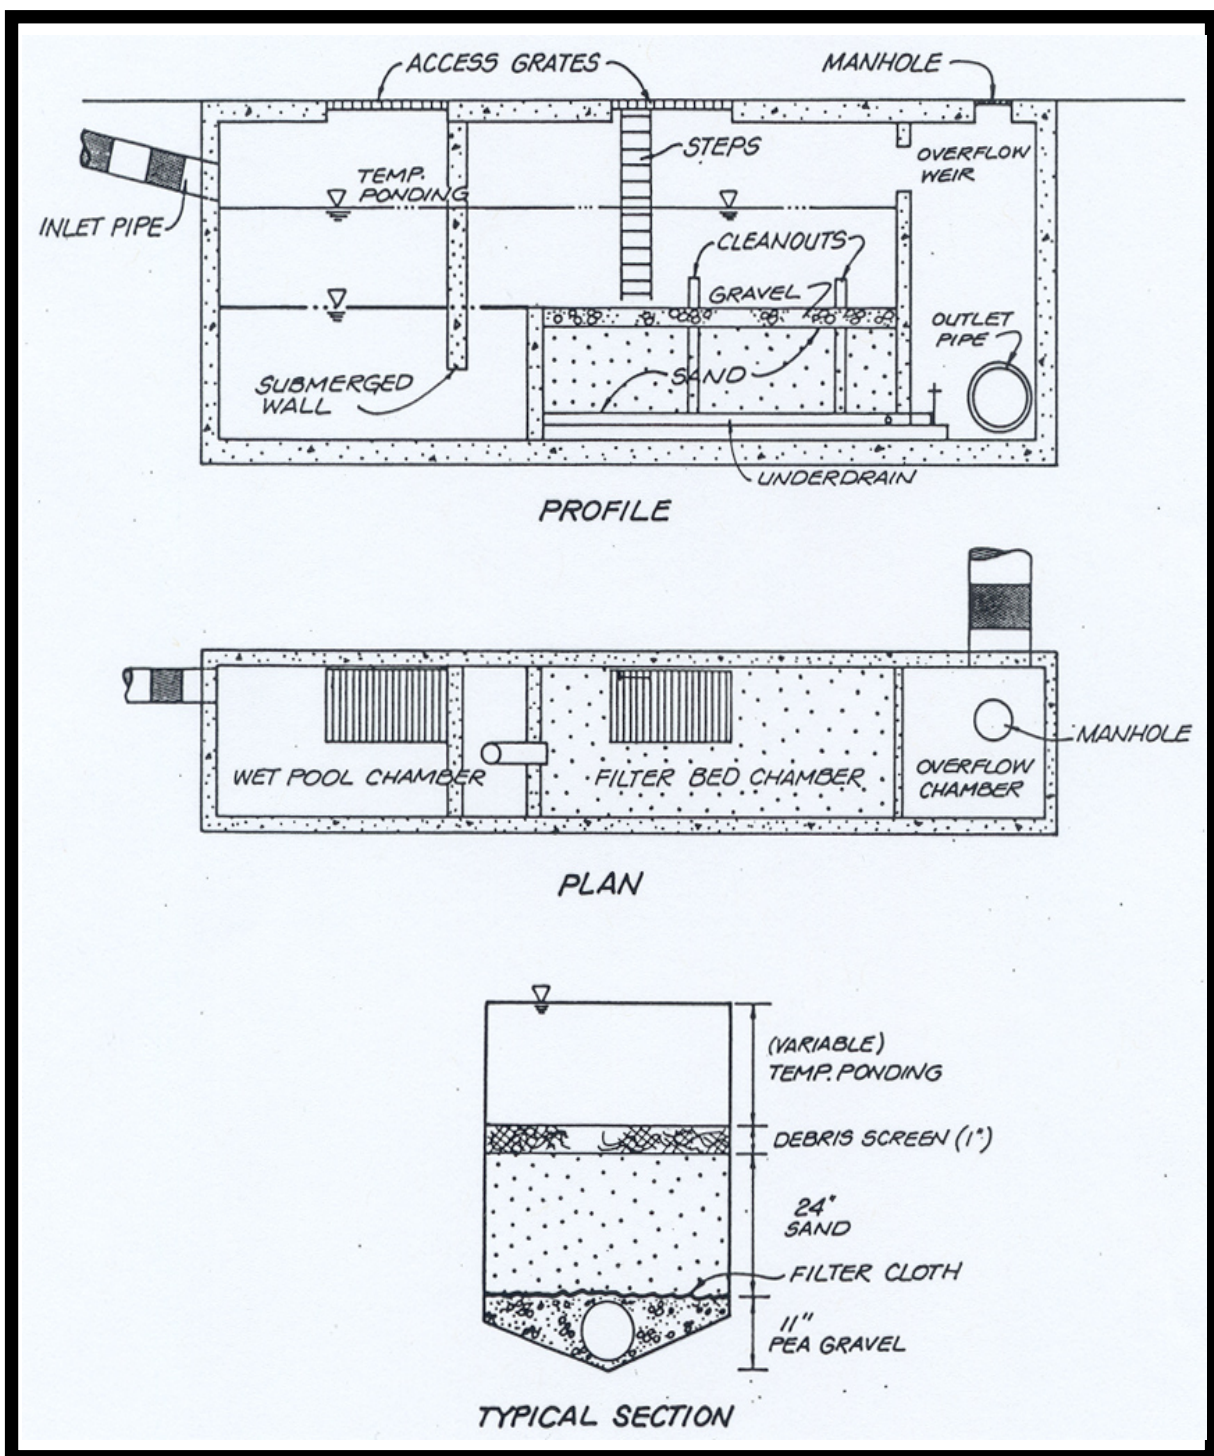 ACCESS GRATES
MANHOLE
STEPS
OVERFLOW
WEIR
TEMP.
PONDING
INLET PIPE
CLEANOUTS
GRAVEL
OUTLET
PIPE
SAND
SUBMERGED
WALL
UNDERDRAIN
PROFILE
MANHOLE
WET POOL CHAMBER
FILTER BED CHAMBER
OVERFLOW
CHAMBER
PLAN
(VARIABLE)
TEMP. PONDING
DEBRIS SCREEN (1")
24"
SAND
FILTER CLOTH
11"
PEA GRAVEL
TYPICAL SECTION